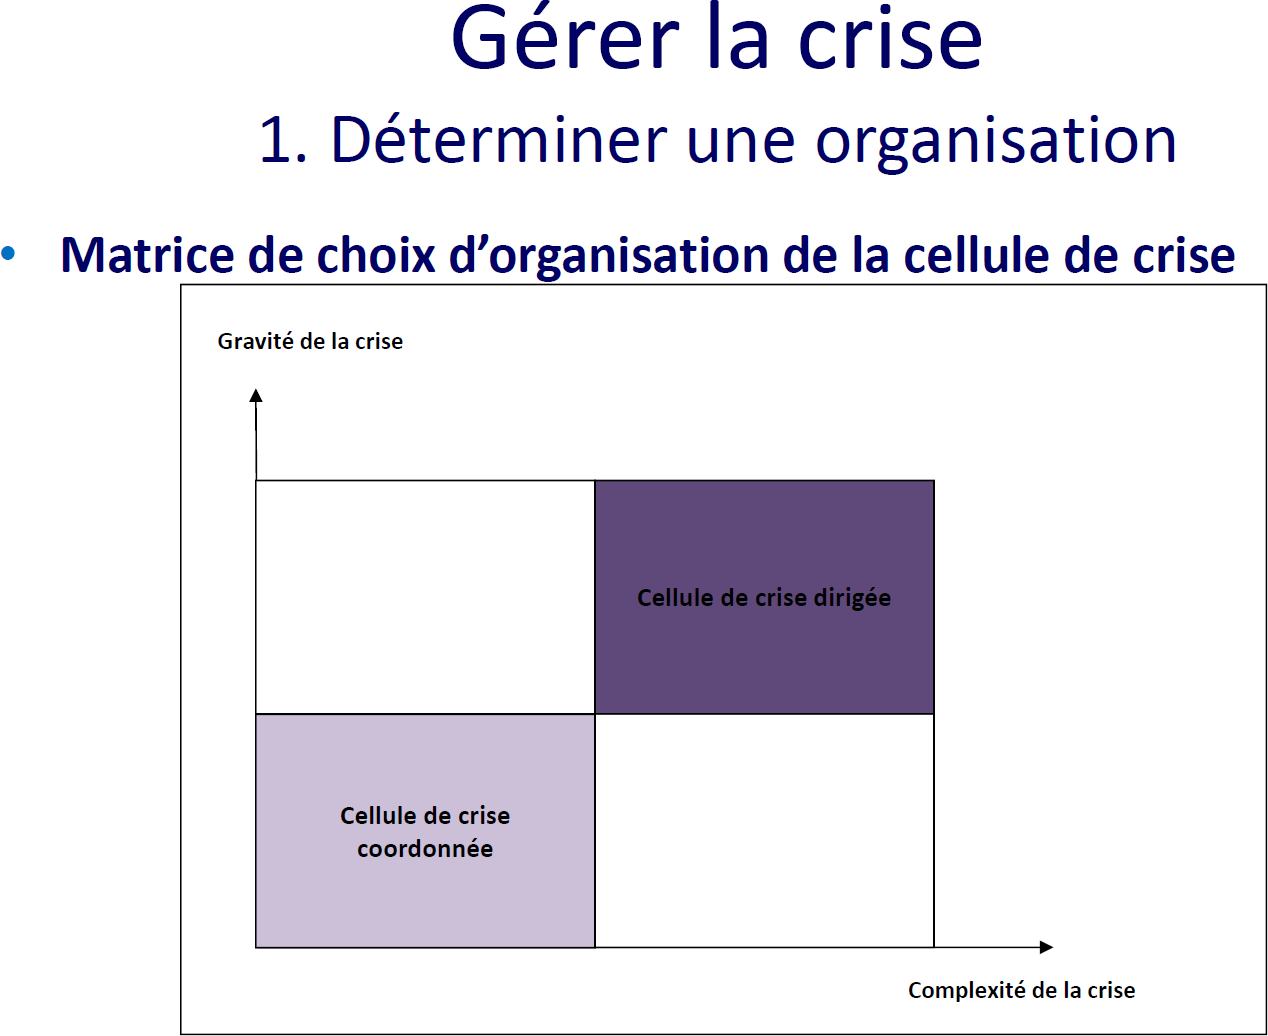 Gérer la crise
1. Déterminer une organisation
• Matrice de choix d’organisation de la cellule de crise
Gravité de la crise
Cellule de crise dirigée
Cellule de crise
coordonnée
Complexité de la crise